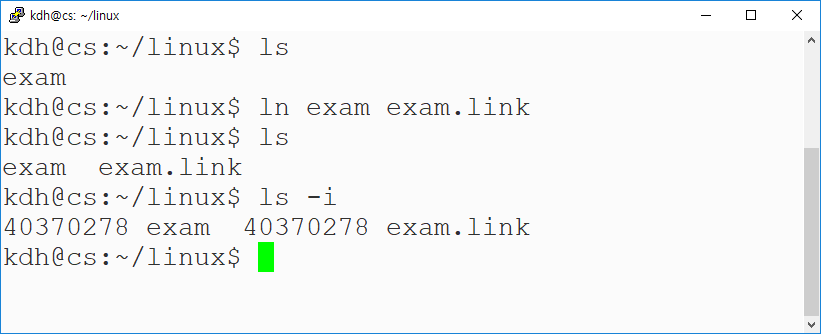 kdh@cs: ~/linux
kdh@cs:~/linux$ ls
exam
kdh@cs:~/linux$ ln exam exam.link
kdh@cs:~/linux$ ls
exam  exam.link
kdh@cs:~/linux$ ls -i
40370278 exam  40370278 exam.link
kdh@cs:~/linux$